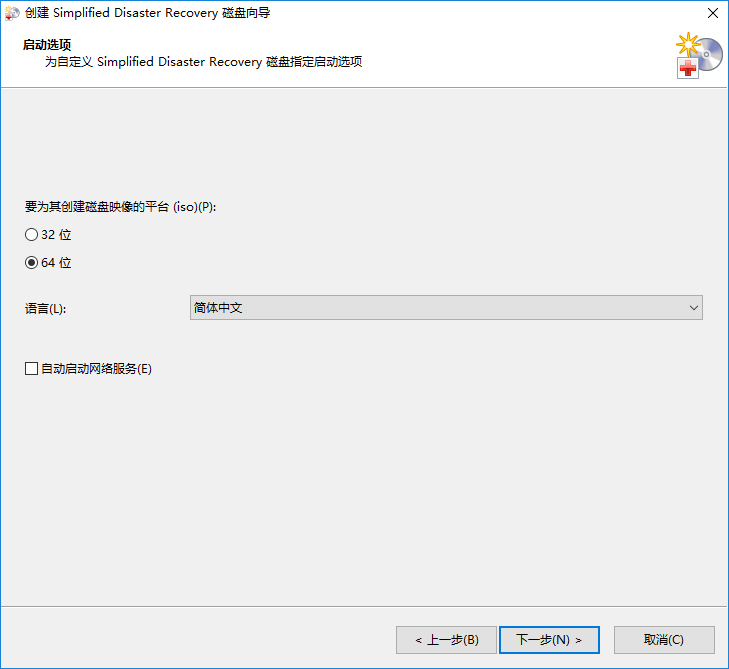 创建 Simplified Disaster Recovery 磁盘向导
启动选项
为自定义 Simplified Disaster Recovery 磁盘指定启动选项
要为其创建磁盘映像的平台 (iso)(P):
32 位
64 位
语言(L):
简体中文
自动启动网络服务(E)
< 上一步(B)
下一步(N) >
取消(C)